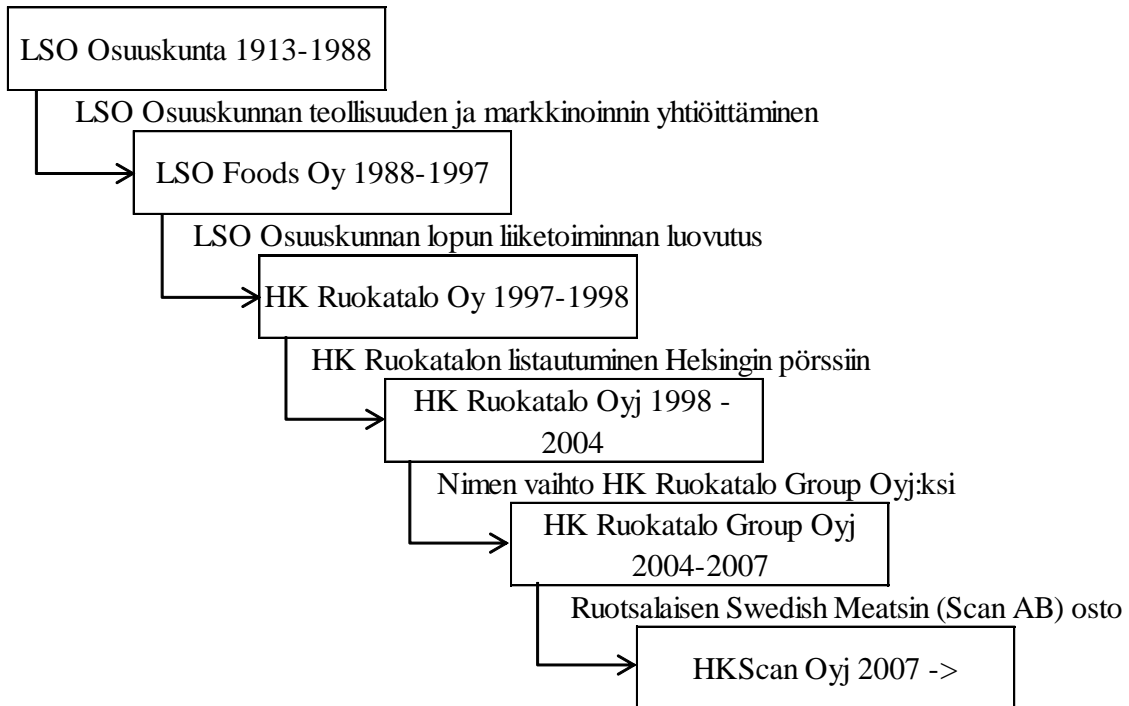 LSO Osuuskunta 1913-1988
LSO Osuuskunnan teollisuuden ja markkinoinnin yhtiöittäminen
LSO Foods Oy 1988-1997
LSO Osuuskunnan lopun liiketoiminnan luovutus
HK Ruokatalo Oy 1997-1998
HK Ruokatalon listautuminen Helsingin pörssiin
HK Ruokatalo Oyj 1998 -
2004
Nimen vaihto HK Ruokatalo Group Oyj:ksi
HK Ruokatalo Group Oyj
2004-2007
Ruotsalaisen Swedish Meatsin (Scan AB) osto
HKScan Oyj 2007 ->